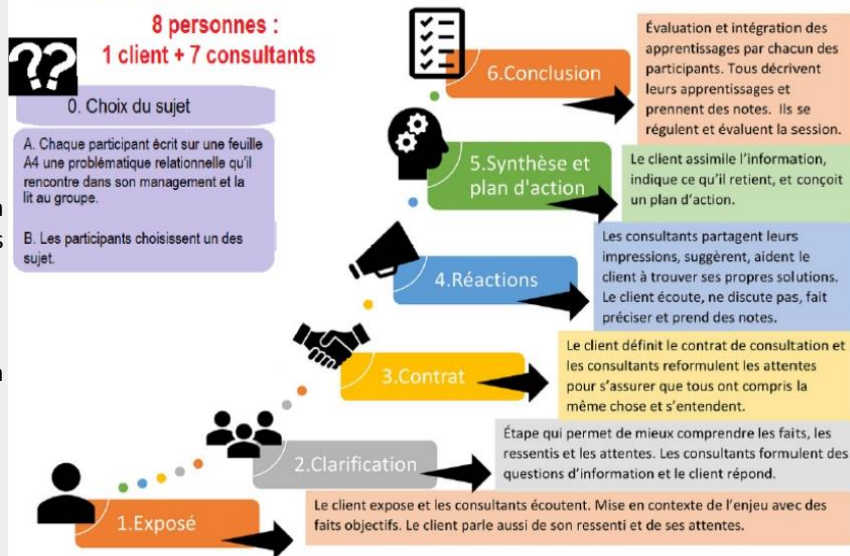 8 personnes :
1 client + 7 consultants
??
0. Choix du sujet
A. Chaque participant écrit sur une feuille
A4 une problématique relationnelle qu'il
rencontre dans son management et la
lit au groupe.
B. Les participants choisissent un des
sujet.
6.Conclusion
Évaluation et intégration des
apprentissages par chacun des
participants. Tous décrivent
leurs apprentissages et
prennent des notes. Ils se
régulent et évaluent la session.
5.Synthèse et
plan d'action
Le client assimile l'information,
indique ce qu'il retient, et conçoit
un plan d'action.
4.Réactions
Les consultants partagent leurs
impressions, suggèrent, aident le
client à trouver ses propres solutions.
Le client écoute, ne discute pas, fait
préciser et prend des notes.
3.Contrat
Le client définit le contrat de consultation et
les consultants reformulent les attentes
pour s'assurer que tous ont compris la
même chose et s'entendent.
2.Clarification
Étape qui permet de mieux comprendre les faits, les
ressentis et les attentes. Les consultants formulent des
questions d'information et le client répond.
1.Exposé
Le client expose et les consultants écoutent. Mise en contexte de l'enjeu avec des
faits objectifs. Le client parle aussi de son ressenti et de ses attentes.